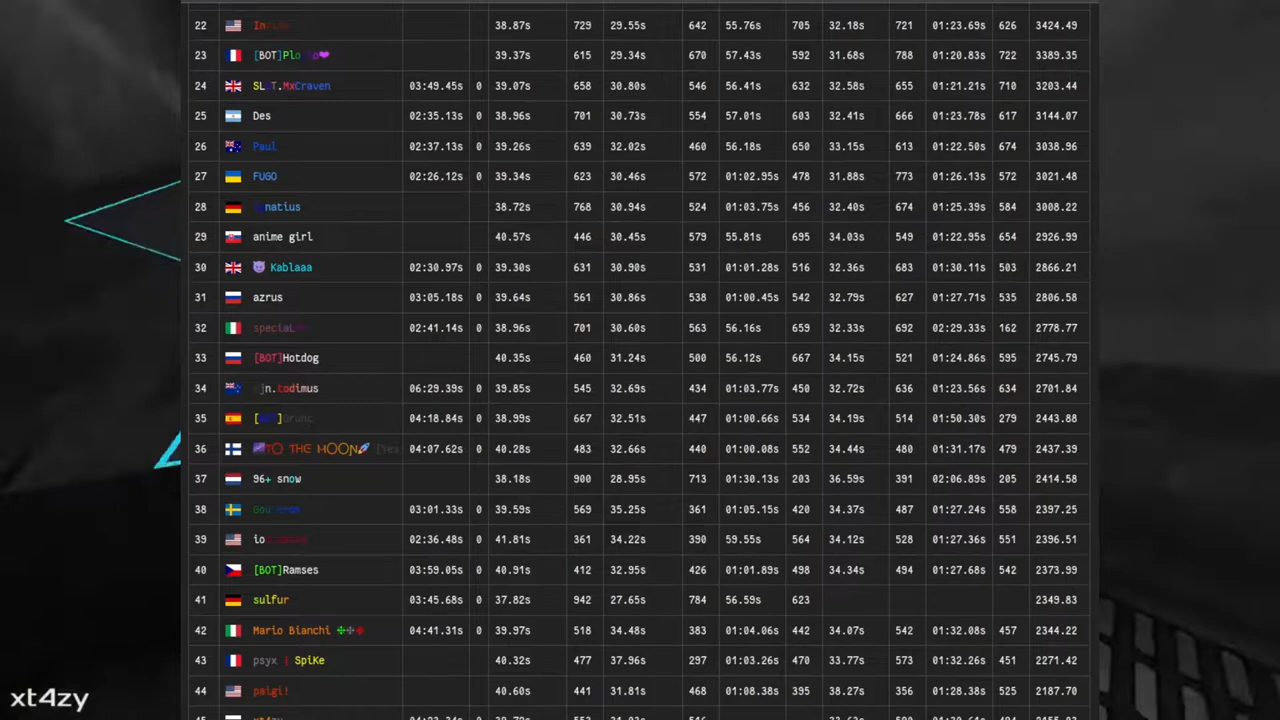 22 In 38.87s 729 29.55s 642 55.76s 705 32.18s 721 01:23.69s 626 3424.49
23 [BOT]Plo 39.37s 615 29.34s 670 57.43s 592 31.68s 788 01:20.83s 722 3389.35
24 SL T.MxCraven 03:49.45s 0 39.07s 658 30.80s 546 56.41s 632 32.58s 655 01:21.21s 710 3203.44
25 Des 02:35.13s 0 38.96s 701 30.73s 554 57.01s 603 32.41s 666 01:23.78s 617 3144.07
26 Paul 02:37.13s 0 39.26s 639 32.02s 460 56.18s 650 33.15s 613 01:22.50s 674 3038.96
27 FUGO 02:26.12s 0 39.34s 623 30.46s 572 01:02.95s 478 31.88s 773 01:26.13s 572 3021.48
28 natius 38.72s 768 30.94s 524 01:03.75s 456 32.40s 674 01:25.39s 584 3008.22
29 anime girl 40.57s 446 30.45s 579 55.81s 695 34.03s 549 01:22.95s 654 2926.99
30 😈 Kablaaa 02:30.97s 0 39.30s 631 30.90s 531 01:01.28s 516 32.36s 683 01:30.11s 503 2866.21
31 azrus 03:05.18s 0 39.64s 561 30.86s 538 01:00.45s 542 32.79s 627 01:27.71s 535 2806.58
32 speciaL 02:41.14s 0 38.96s 701 30.60s 563 56.16s 659 32.33s 692 02:29.33s 162 2778.77
33 [BOT]Hotdog 40.35s 460 31.24s 500 56.12s 667 34.15s 521 01:24.86s 595 2745.79
34 jn.todimus 06:29.39s 0 39.85s 545 32.69s 434 01:03.77s 450 32.72s 636 01:23.56s 634 2701.84
35 [BOT]Grunc 04:18.84s 0 38.99s 667 32.51s 447 01:00.66s 534 34.19s 514 01:50.30s 279 2443.88
36 TO THE MOON🚀 [Yes 04:07.62s 0 40.28s 483 32.66s 440 01:00.08s 552 34.44s 480 01:31.17s 479 2437.39
37 96+ snow 38.18s 900 28.95s 713 01:30.13s 203 36.59s 391 02:06.89s 205 2414.58
38 Gou 03:01.33s 0 39.59s 569 35.25s 361 01:05.15s 420 34.37s 487 01:27.24s 558 2397.25
39 io 02:36.48s 0 41.81s 361 34.22s 390 59.55s 564 34.12s 528 01:27.36s 551 2396.51
40 [BOT]Ramses 03:59.05s 0 40.91s 412 32.95s 426 01:01.89s 498 34.34s 494 01:27.68s 542 2373.99
41 sulfur 03:45.68s 0 37.82s 942 27.65s 784 56.59s 623 2349.83
42 Mario Bianchi 04:41.31s 0 39.97s 518 34.48s 383 01:04.06s 442 34.07s 542 01:32.08s 457 2344.22
43 psyx | SpiKe 40.32s 477 37.96s 297 01:03.26s 470 33.77s 573 01:32.26s 451 2271.42
44 paigi! 40.60s 441 31.81s 468 01:08.38s 395 38.27s 356 01:28.38s 525 2187.70
xt4zy